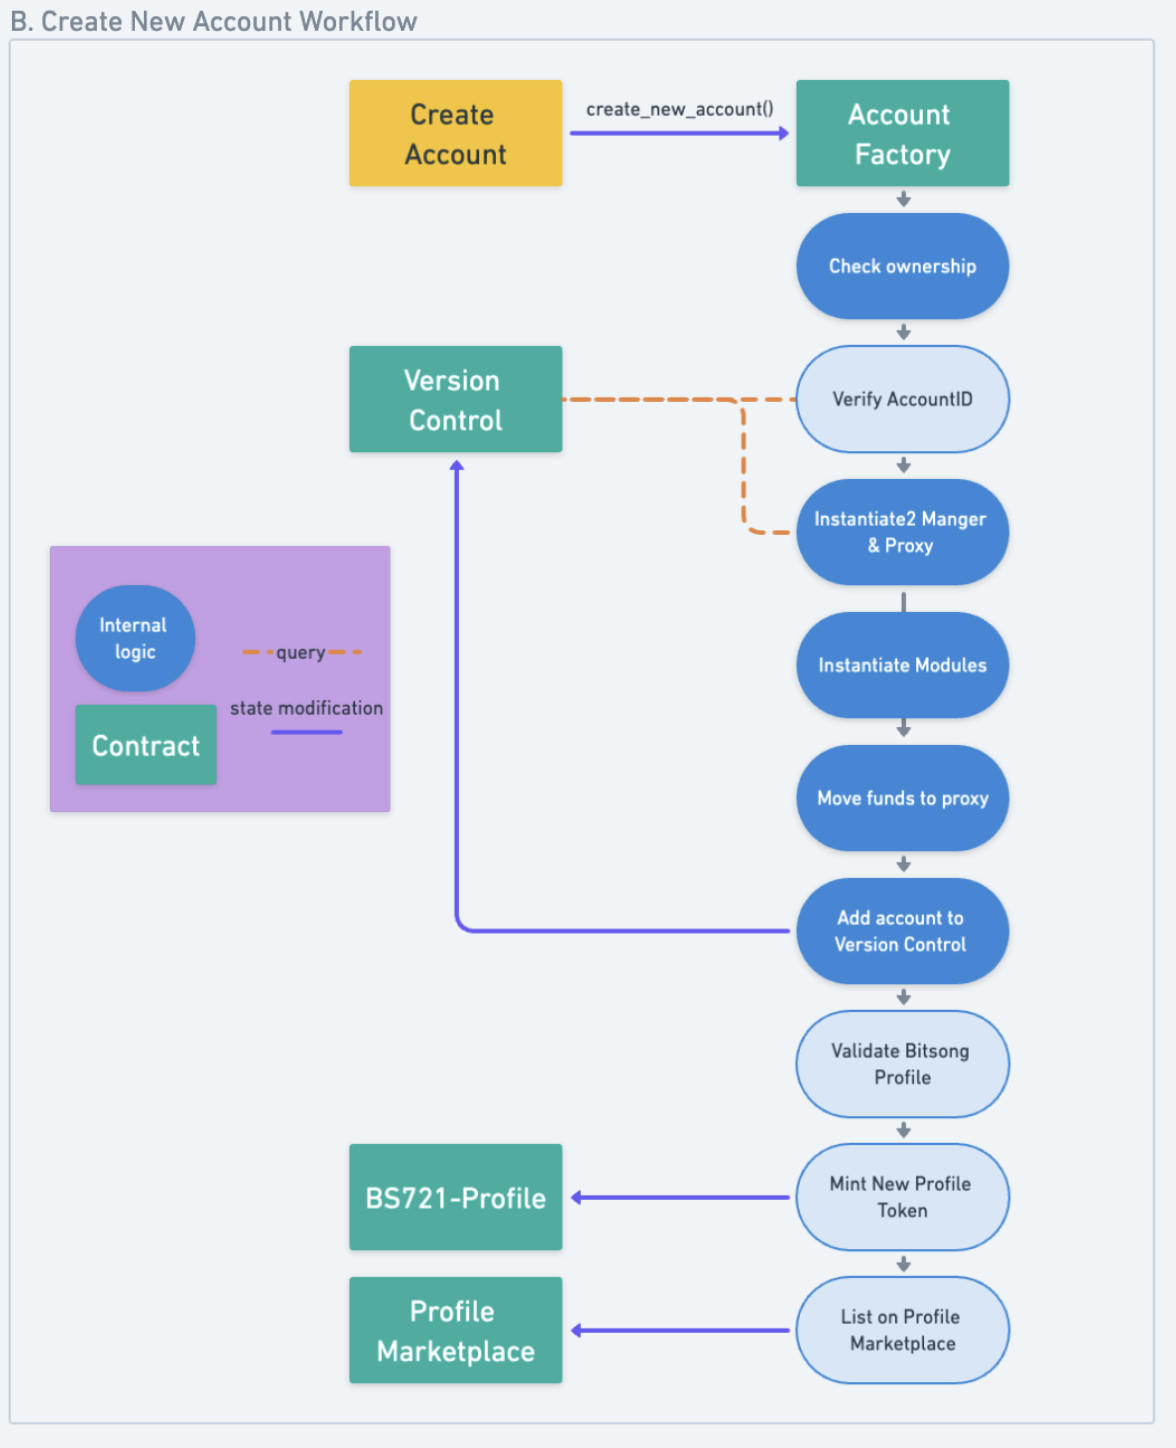 B. Create New Account Workflow
Create
Account
create_new_account()
Account
Factory
Check ownership
Version
Control
Verify AccountID
Instantiate2 Manger
& Proxy
Internal
logic
query
state modification
Contract
Instantiate Modules
Move funds to proxy
Add account to
Version Control
Validate Bitsong
Profile
BS721-Profile
Mint New Profile
Token
Profile
Marketplace
List on Profile
Marketplace